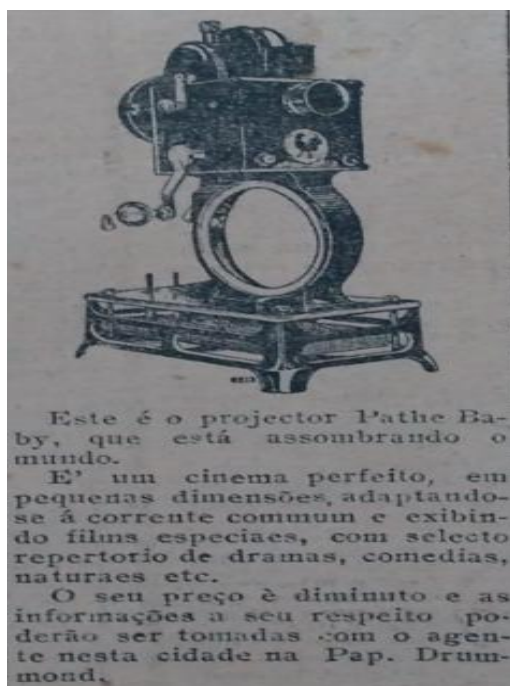 Este é o projector Pathe Ba-
by, que está assombrando o
mundo.
E' um cinema perfeito, em
pequenas dimensões, adaptando-
se á corrente commum e exibin-
do films especiaes, com selecto
repertorio de dramas, comedias,
naturaes etc.
O seu preço è diminuto e as
informações a seu respeito po-
derão ser tomadas com o agen-
te nesta cidade na Pap. Drum-
mond.